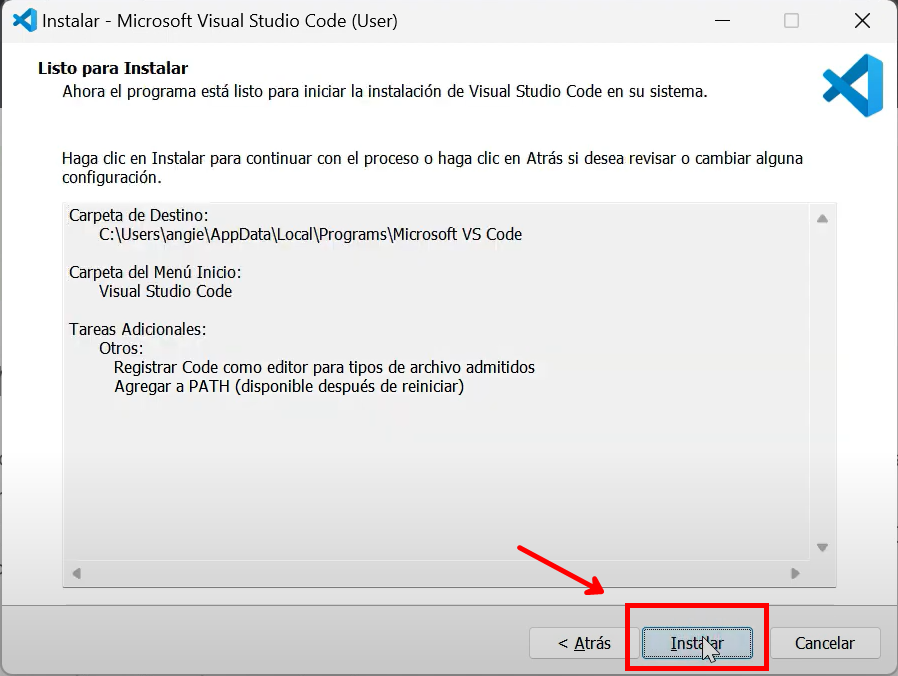 Instalar - Microsoft Visual Studio Code (User)
Listo para Instalar
Ahora el programa está listo para iniciar la instalación de Visual Studio Code en su sistema.
Haga clic en Instalar para continuar con el proceso o haga clic en Atrás si desea revisar o cambiar alguna
configuración.
Carpeta de Destino:
C:\Users\angie\AppData\Local\Programs\Microsoft VS Code
Carpeta del Menú Inicio:
Visual Studio Code
Tareas Adicionales:
Otros:
Registrar Code como editor para tipos de archivo admitidos
Agregar a PATH (disponible después de reiniciar)
< Atrás
Instalar
Cancelar